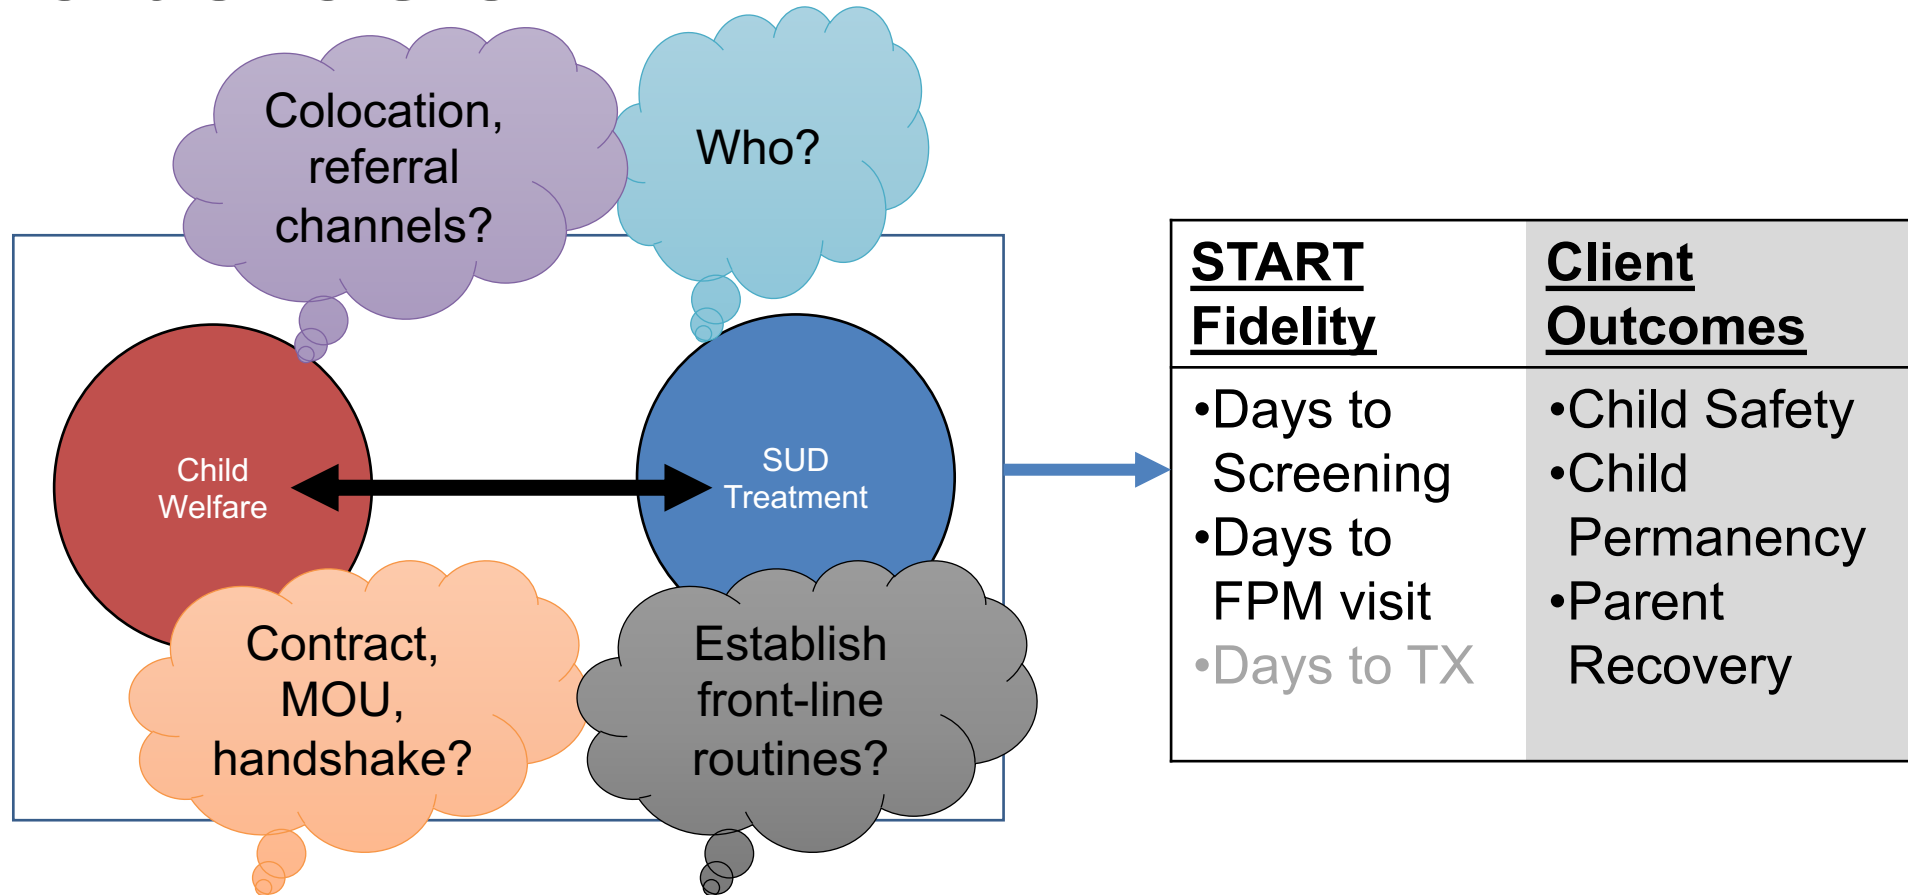 Colocation,
referral
channels?
Who?
Child
Welfare
SUD
Treatment
Contract,
MOU,
handshake?
Establish
front-line
routines?
START
Fidelity
Client
Outcomes
•Days to
Screening
•Days to
FPM visit
•Days to TX
•Child Safety
•Child
Permanency
•Parent
Recovery